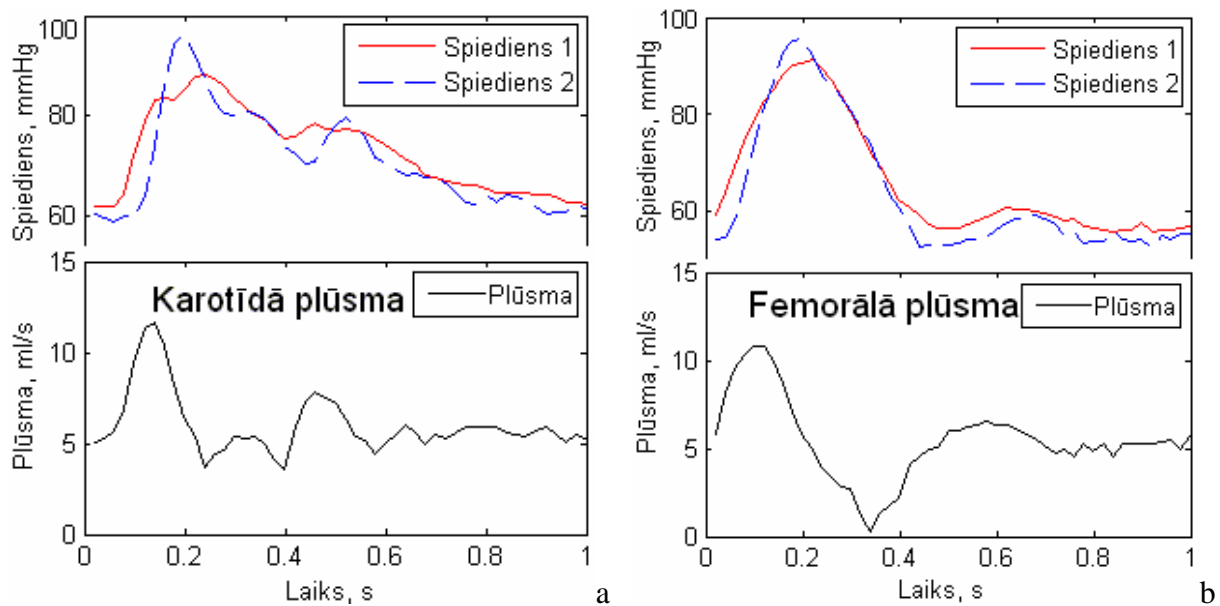 100
80
60
Spiediens, mmHg
Spiediens 1
Spiediens 2
15
10
5
0
Plūsma, ml/s
Karotīdā plūsma
Plūsma
0
0.2
0.4
0.6
0.8
1
Laiks, s
a
100
80
60
Spiediens, mmHg
Spiediens 1
Spiediens 2
15
10
5
0
Plūsma, ml/s
Femorālā plūsma
Plūsma
0
0.2
0.4
0.6
0.8
1
Laiks, s
b